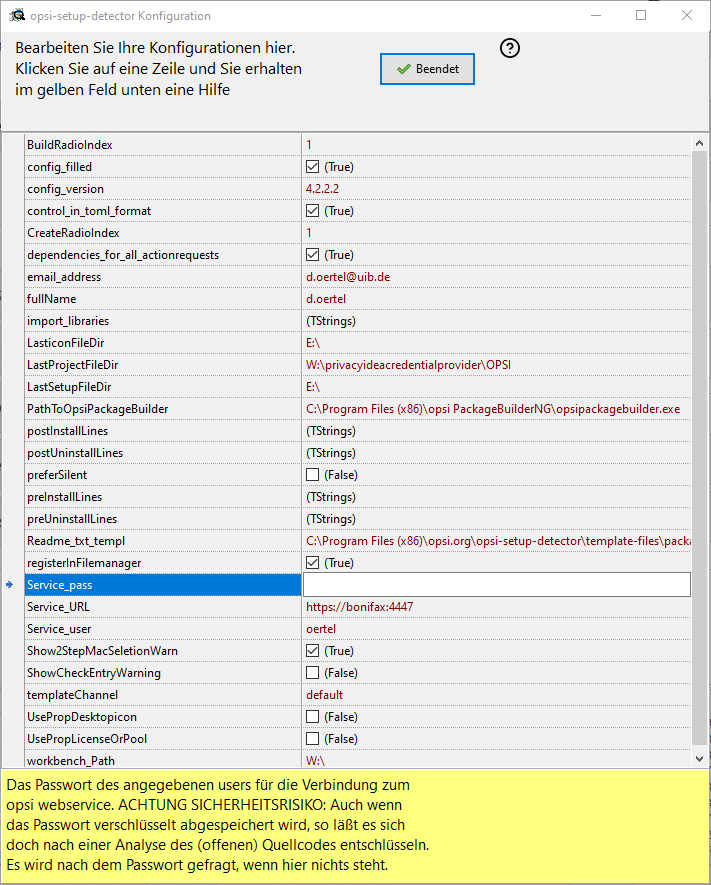 opsi-setup-detector Konfiguration
Bearbeiten Sie Ihre Konfigurationen hier.
Klicken Sie auf eine Zeile und Sie erhalten
im gelben Feld unten eine Hilfe
Beendet
?
BuildRadioIndex 1
config_filled (True)
config_version 4.2.2.2
control_in_toml_format (True)
CreateRadioIndex 1
dependencies_for_all_actionrequests (True)
email_address d.oertel@uib.de
fullName d.oertel
import_libraries (TStrings)
LasticonFileDir E:\
LastProjectFileDir W:\privacyideacredentialprovider\OPSI
LastSetupFileDir E:\
PathToOpsiPackageBuilder C:\Program Files (x86)\opsi PackageBuilderNG\opsipackagebuilder.exe
postInstallLines (TStrings)
postUninstallLines (TStrings)
preferSilent (False)
preInstallLines (TStrings)
preUninstallLines (TStrings)
Readme_txt_templ C:\Program Files (x86)\opsi.org\opsi-setup-detector\template-files\packa
registerInFilemanager (True)
Service_pass
Service_URL https://bonifax:4447
Service_user oertel
Show2StepMacSeletionWarn (True)
ShowCheckEntryWarning (False)
templateChannel default
UsePropDesktopicon (False)
UsePropLicenseOrPool (False)
workbench_Path W:\
Das Passwort des angegebenen users für die Verbindung zum
opsi webservice. ACHTUNG SICHERHEITSRISIKO: Auch wenn
das Passwort verschlüsselt abgespeichert wird, so läßt es sich
doch nach einer Analyse des (offenen) Quellcodes entschlüsseln.
Es wird nach dem Passwort gefragt, wenn hier nichts steht.